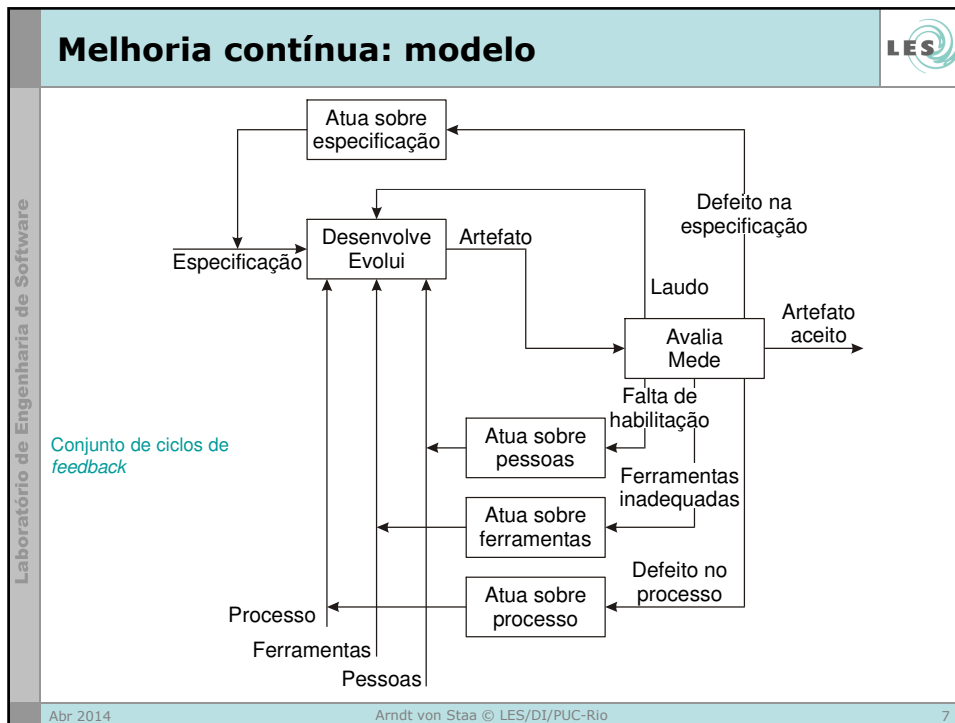 Melhoria contínua: modelo
LES
Laboratório de Engenharia de Software
Atua sobre
especificação
Defeito na
especificação
Especificação
Desenvolve
Evolui
Artefato
Laudo
Avalia
Mede
Artefato
aceito
Falta de
habilitação
Conjunto de ciclos de
feedback
Atua sobre
pessoas
Ferramentas
inadequadas
Atua sobre
ferramentas
Defeito no
processo
Atua sobre
processo
Processo
Ferramentas
Pessoas
Abr 2014
Arndt von Staa © LES/DI/PUC-Rio
7